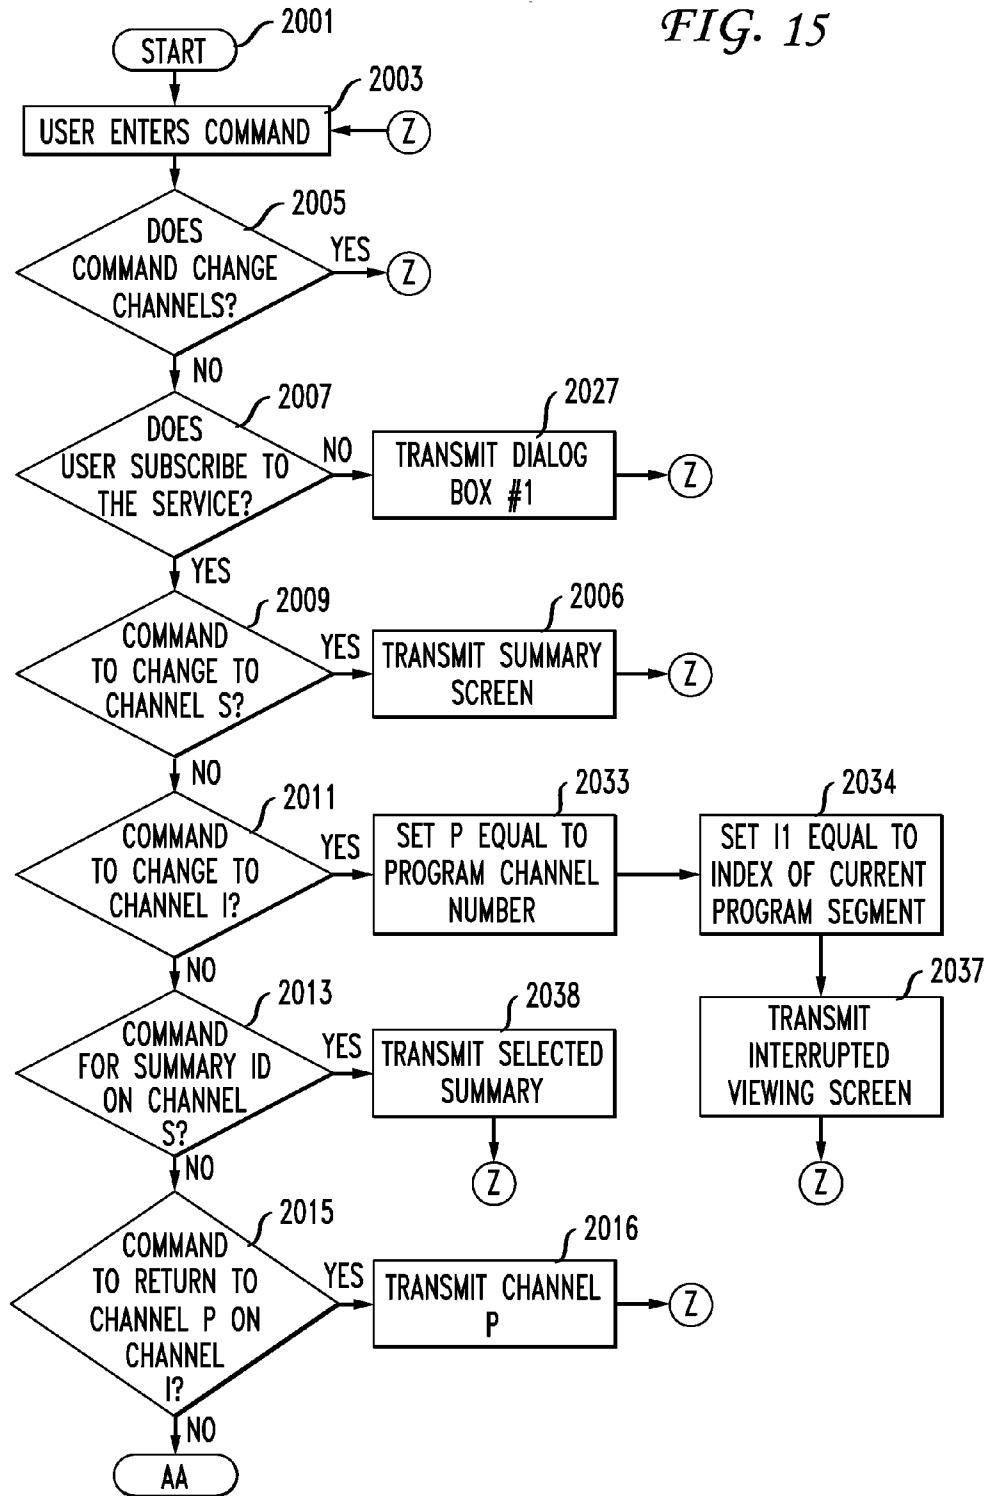 FIG. 15
2001
START
2003
USER ENTERS COMMAND
Z
2005
DOES
COMMAND CHANGE
CHANNELS?
YES
Z
NO
2007
DOES
USER SUBSCRIBE TO
THE SERVICE?
NO
2027
TRANSMIT DIALOG
BOX #1
Z
YES
2009
COMMAND
TO CHANGE TO
CHANNEL S?
YES
2006
TRANSMIT SUMMARY
SCREEN
Z
NO
2011
COMMAND
TO CHANGE TO
CHANNEL I?
YES
2033
SET P EQUAL TO
PROGRAM CHANNEL
NUMBER
2034
SET I1 EQUAL TO
INDEX OF CURRENT
PROGRAM SEGMENT
2037
TRANSMIT
INTERRUPTED
VIEWING SCREEN
Z
NO
2013
COMMAND
FOR SUMMARY ID
ON CHANNEL
S?
YES
2038
TRANSMIT SELECTED
SUMMARY
Z
NO
2015
COMMAND
TO RETURN TO
CHANNEL P ON
CHANNEL
I?
YES
2016
TRANSMIT CHANNEL
P
Z
NO
AA